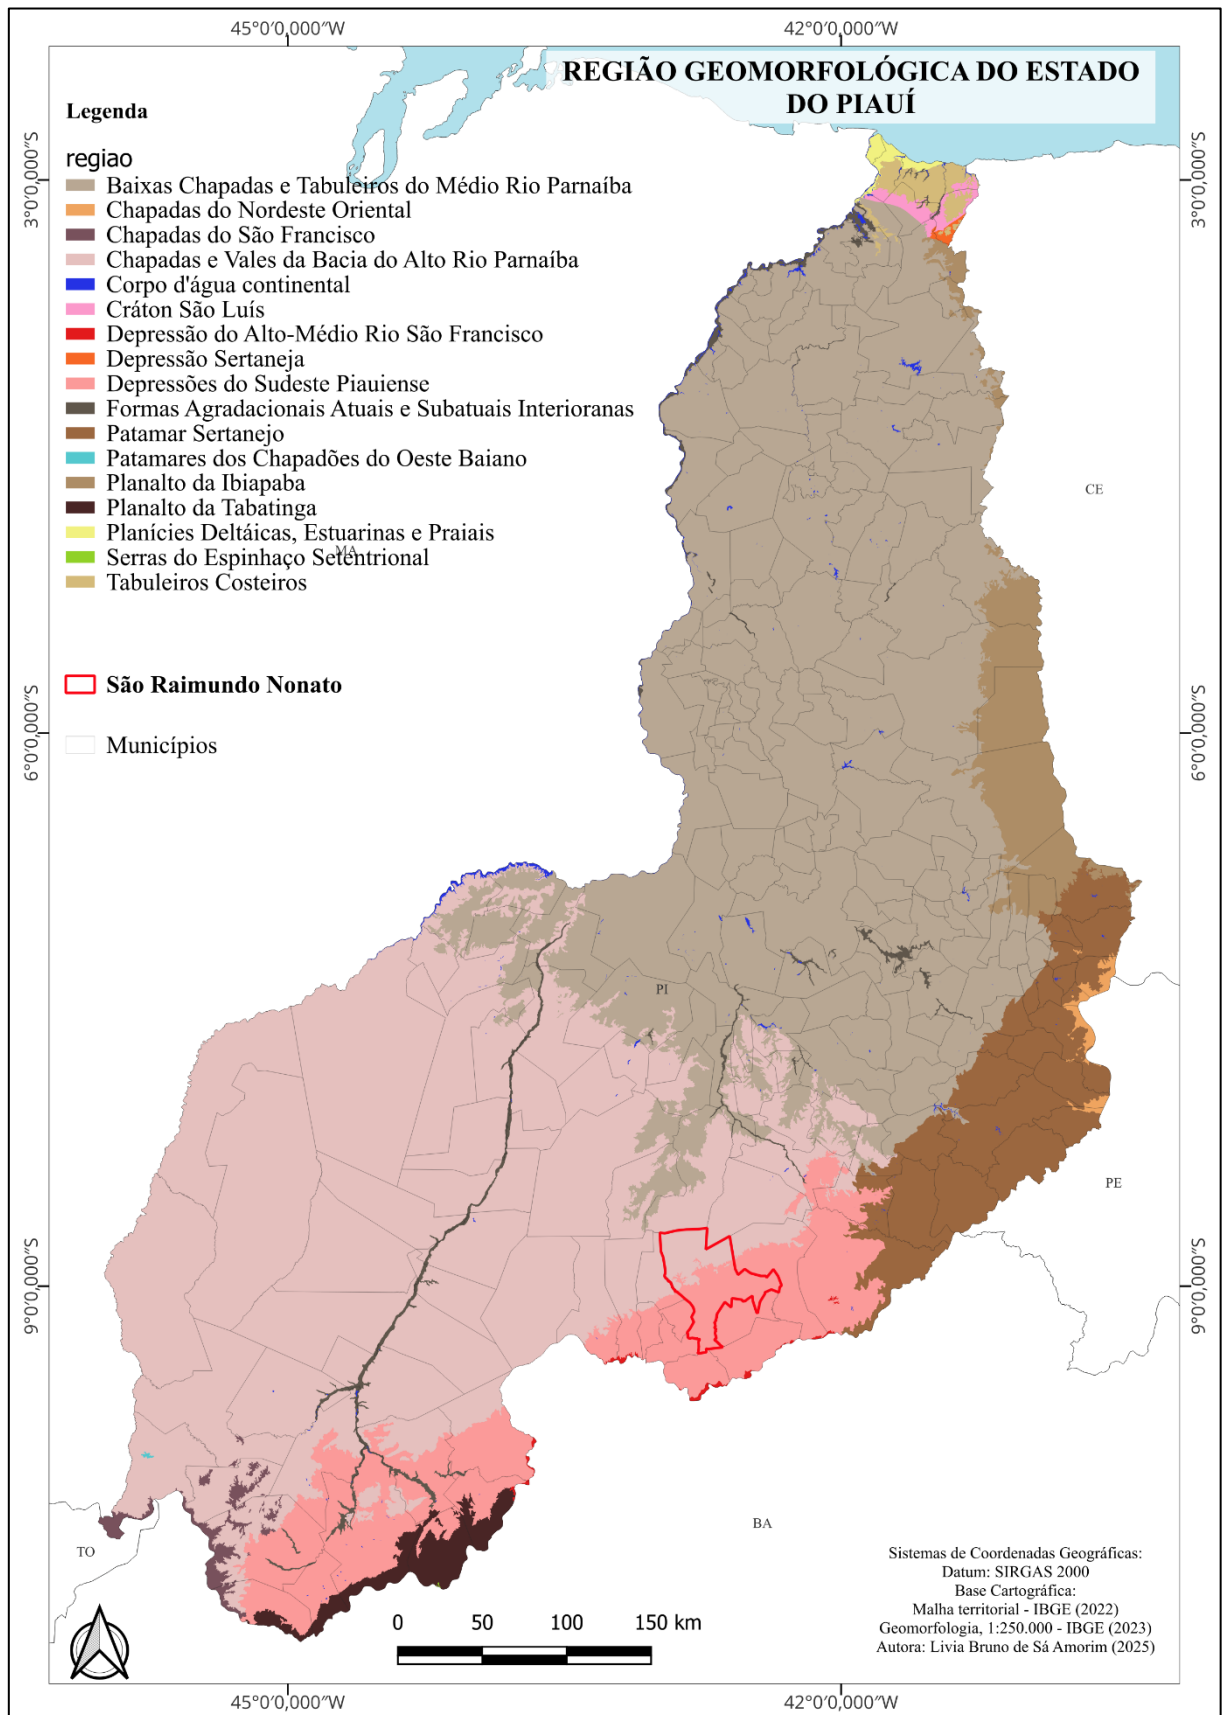 45°0′0,000″W
42°0′0,000″W
REGIÃO GEOMORFOLÓGICA DO ESTADO
DO PIAUÍ
Legenda
regiao
Baixas Chapadas e Tabuleiros do Médio Rio Parnaíba
Chapadas do Nordeste Oriental
Chapadas do São Francisco
Chapadas e Vales da Bacia do Alto Rio Parnaíba
Corpo d'água continental
Cráton São Luís
Depressão do Alto-Médio Rio São Francisco
Depressão Sertaneja
Depressões do Sudeste Piauiense
Formas Agradacionais Atuais e Subatuais Interioranas
Patamar Sertanejo
Patamares dos Chapadões do Oeste Baiano
Planalto da Ibiapaba
Planalto da Tabatinga
Planícies Deltáicas, Estuarinas e Praiais
Serras do Espinhaço Setentrional
Tabuleiros Costeiros
São Raimundo Nonato
Municípios
3°0′0,000″S
3°0′0,000″S
6°0′0,000″S
6°0′0,000″S
9°0′0,000″S
9°0′0,000″S
MA
CE
PI
PE
BA
TO
0 50 100 150 km
Sistemas de Coordenadas Geográficas:
Datum: SIRGAS 2000
Base Cartográfica:
Malha territorial - IBGE (2022)
Geomorfologia, 1:250.000 - IBGE (2023)
Autora: Livia Bruno de Sá Amorim (2025)
45°0′0,000″W
42°0′0,000″W